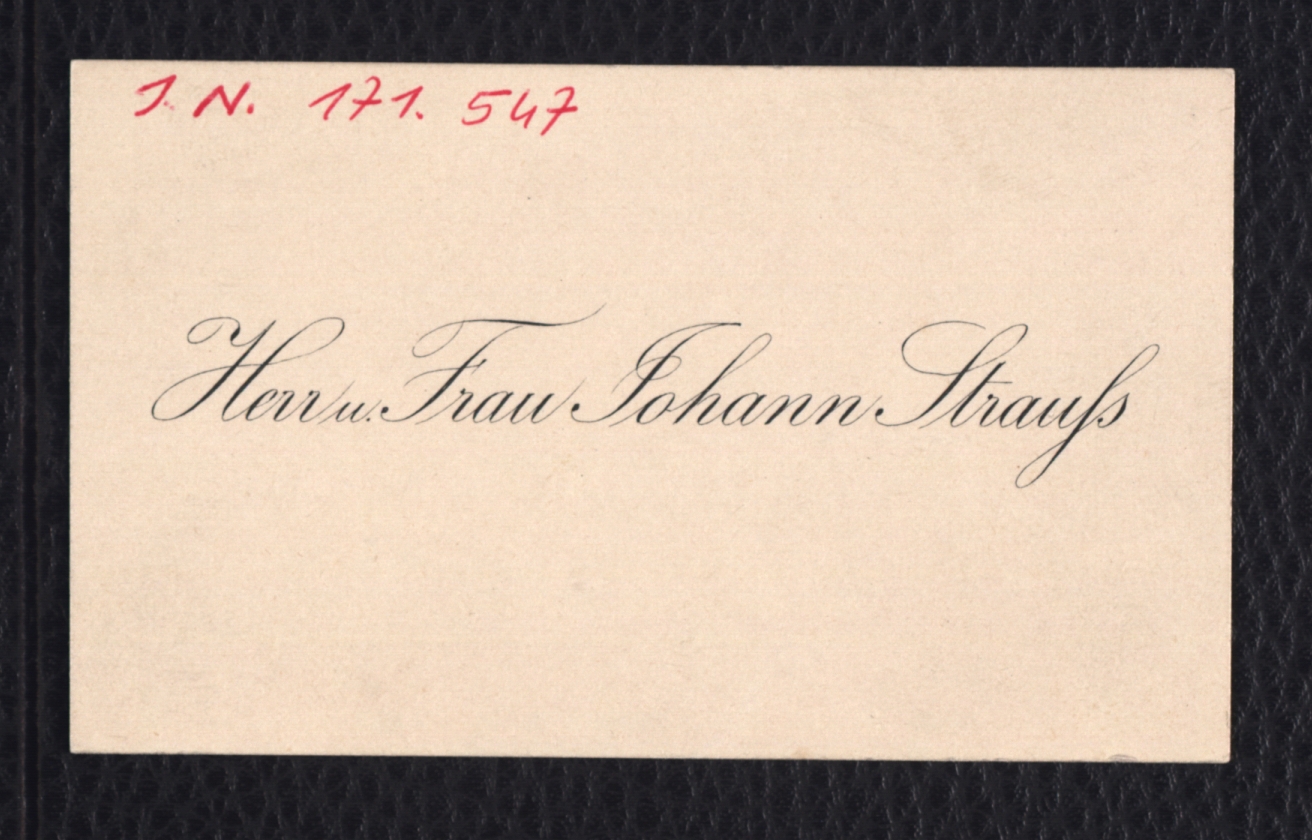 J. N. 171. 547
Herr u. Frau Johann Strauſs